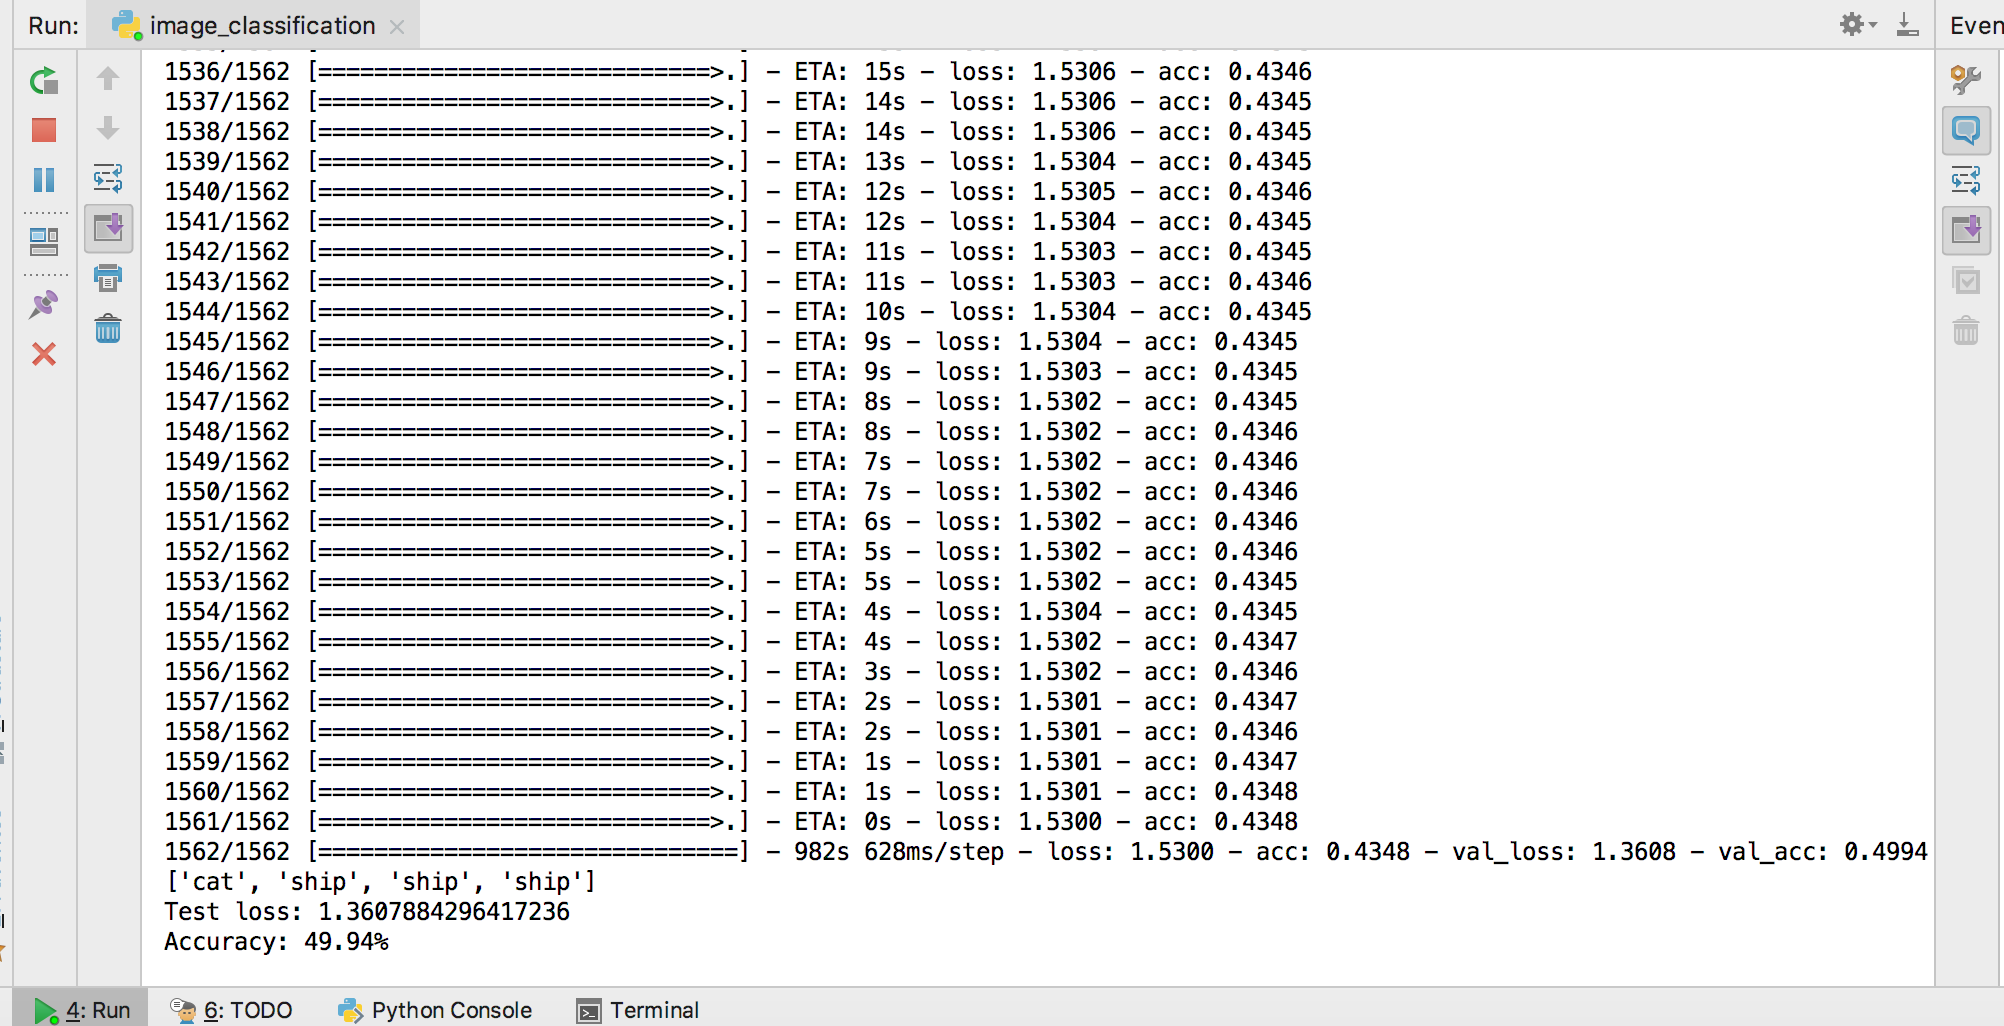 Run: image_classification
Even
1536/1562 [============================>.] - ETA: 15s - loss: 1.5306 - acc: 0.4346
1537/1562 [============================>.] - ETA: 14s - loss: 1.5306 - acc: 0.4345
1538/1562 [============================>.] - ETA: 14s - loss: 1.5306 - acc: 0.4345
1539/1562 [============================>.] - ETA: 13s - loss: 1.5304 - acc: 0.4345
1540/1562 [============================>.] - ETA: 12s - loss: 1.5305 - acc: 0.4346
1541/1562 [============================>.] - ETA: 12s - loss: 1.5304 - acc: 0.4345
1542/1562 [============================>.] - ETA: 11s - loss: 1.5303 - acc: 0.4345
1543/1562 [============================>.] - ETA: 11s - loss: 1.5303 - acc: 0.4346
1544/1562 [============================>.] - ETA: 10s - loss: 1.5304 - acc: 0.4345
1545/1562 [============================>.] - ETA: 9s - loss: 1.5304 - acc: 0.4345
1546/1562 [============================>.] - ETA: 9s - loss: 1.5303 - acc: 0.4345
1547/1562 [============================>.] - ETA: 8s - loss: 1.5302 - acc: 0.4345
1548/1562 [============================>.] - ETA: 8s - loss: 1.5302 - acc: 0.4346
1549/1562 [============================>.] - ETA: 7s - loss: 1.5302 - acc: 0.4346
1550/1562 [============================>.] - ETA: 7s - loss: 1.5302 - acc: 0.4346
1551/1562 [============================>.] - ETA: 6s - loss: 1.5302 - acc: 0.4346
1552/1562 [============================>.] - ETA: 5s - loss: 1.5302 - acc: 0.4346
1553/1562 [============================>.] - ETA: 5s - loss: 1.5302 - acc: 0.4345
1554/1562 [============================>.] - ETA: 4s - loss: 1.5304 - acc: 0.4345
1555/1562 [============================>.] - ETA: 4s - loss: 1.5302 - acc: 0.4347
1556/1562 [============================>.] - ETA: 3s - loss: 1.5302 - acc: 0.4346
1557/1562 [============================>.] - ETA: 2s - loss: 1.5301 - acc: 0.4347
1558/1562 [============================>.] - ETA: 2s - loss: 1.5301 - acc: 0.4346
1559/1562 [============================>.] - ETA: 1s - loss: 1.5301 - acc: 0.4347
1560/1562 [============================>.] - ETA: 1s - loss: 1.5301 - acc: 0.4348
1561/1562 [============================>.] - ETA: 0s - loss: 1.5300 - acc: 0.4348
1562/1562 [==============================] - 982s 628ms/step - loss: 1.5300 - acc: 0.4348 - val_loss: 1.3608 - val_acc: 0.4994
['cat', 'ship', 'ship', 'ship']
Test loss: 1.3607884296417236
Accuracy: 49.94%
4: Run 6: TODO Python Console Terminal